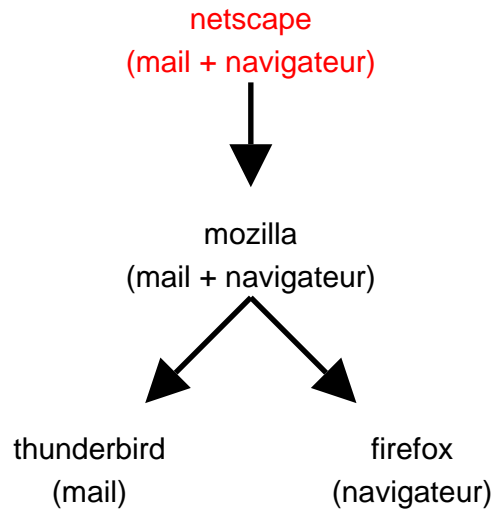 netscape
(mail + navigateur)
mozilla
(mail + navigateur)
thunderbird
(mail)
firefox
(navigateur)